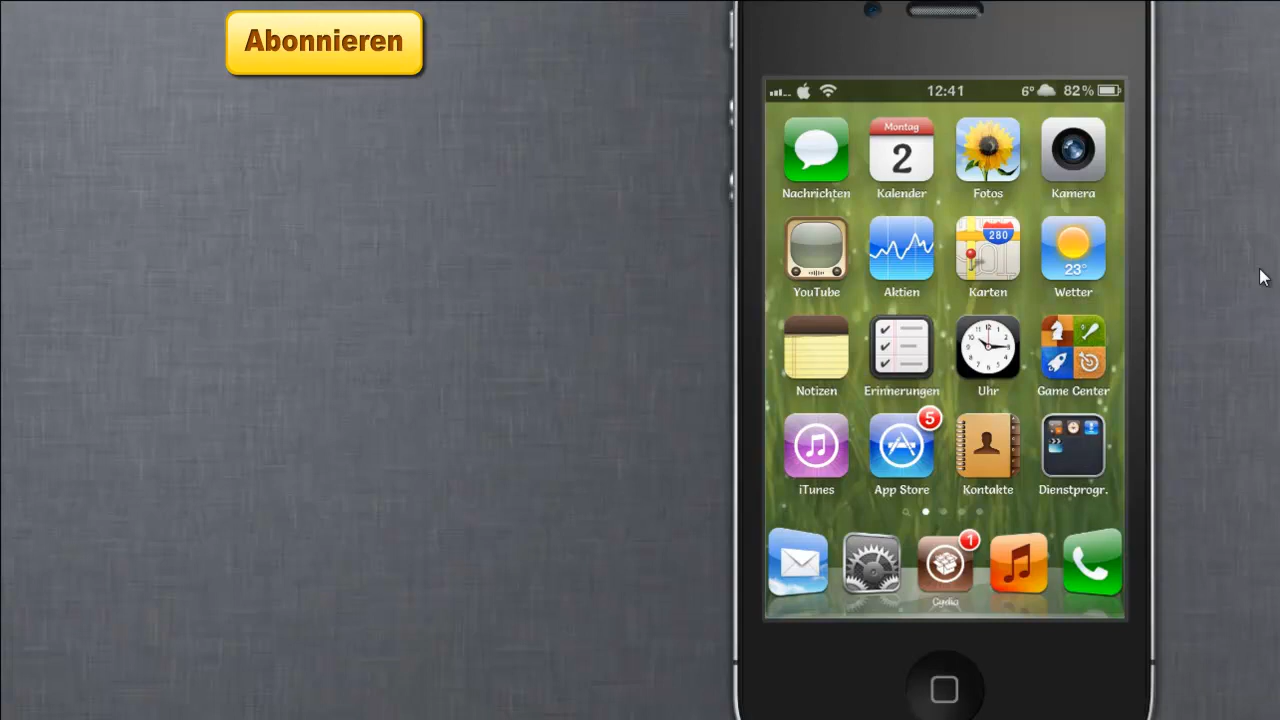 Abonnieren
12:41
6°
82%
Montag
2
Nachrichten
Kalender
Fotos
Kamera
280
23°
YouTube
Aktien
Karten
Wetter
Notizen
Erinnerungen
Uhr
Game Center
5
iTunes
App Store
Kontakte
Dienstprogr.
1
Cydia